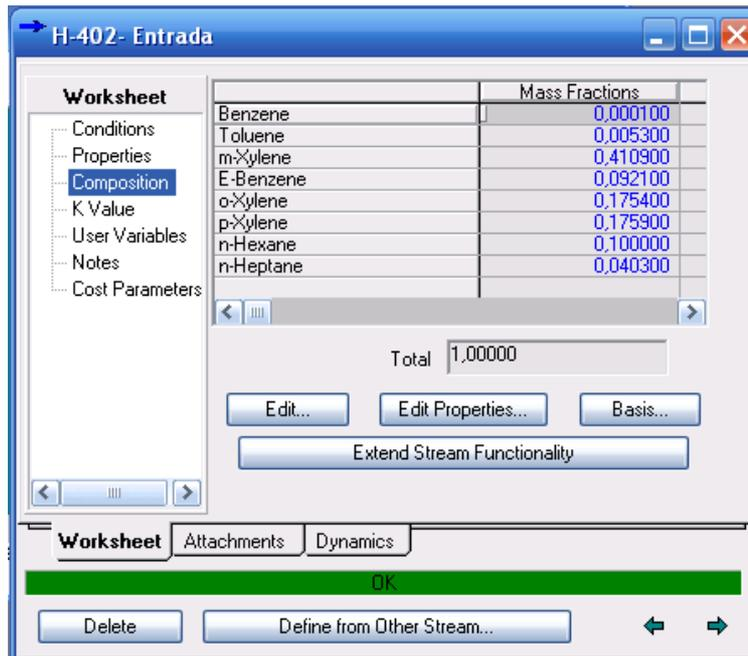 H-402- Entrada
Worksheet
Conditions
Properties
Composition
K Value
User Variables
Notes
Cost Parameters
Mass Fractions
Benzene 0,000100
Toluene 0,005300
m-Xylene 0,410900
E-Benzene 0,092100
o-Xylene 0,175400
p-Xylene 0,175900
n-Hexane 0,100000
n-Heptane 0,040300
Total 1,00000
Edit... Edit Properties... Basis...
Extend Stream Functionality
Worksheet Attachments Dynamics
OK
Delete Define from Other Stream...